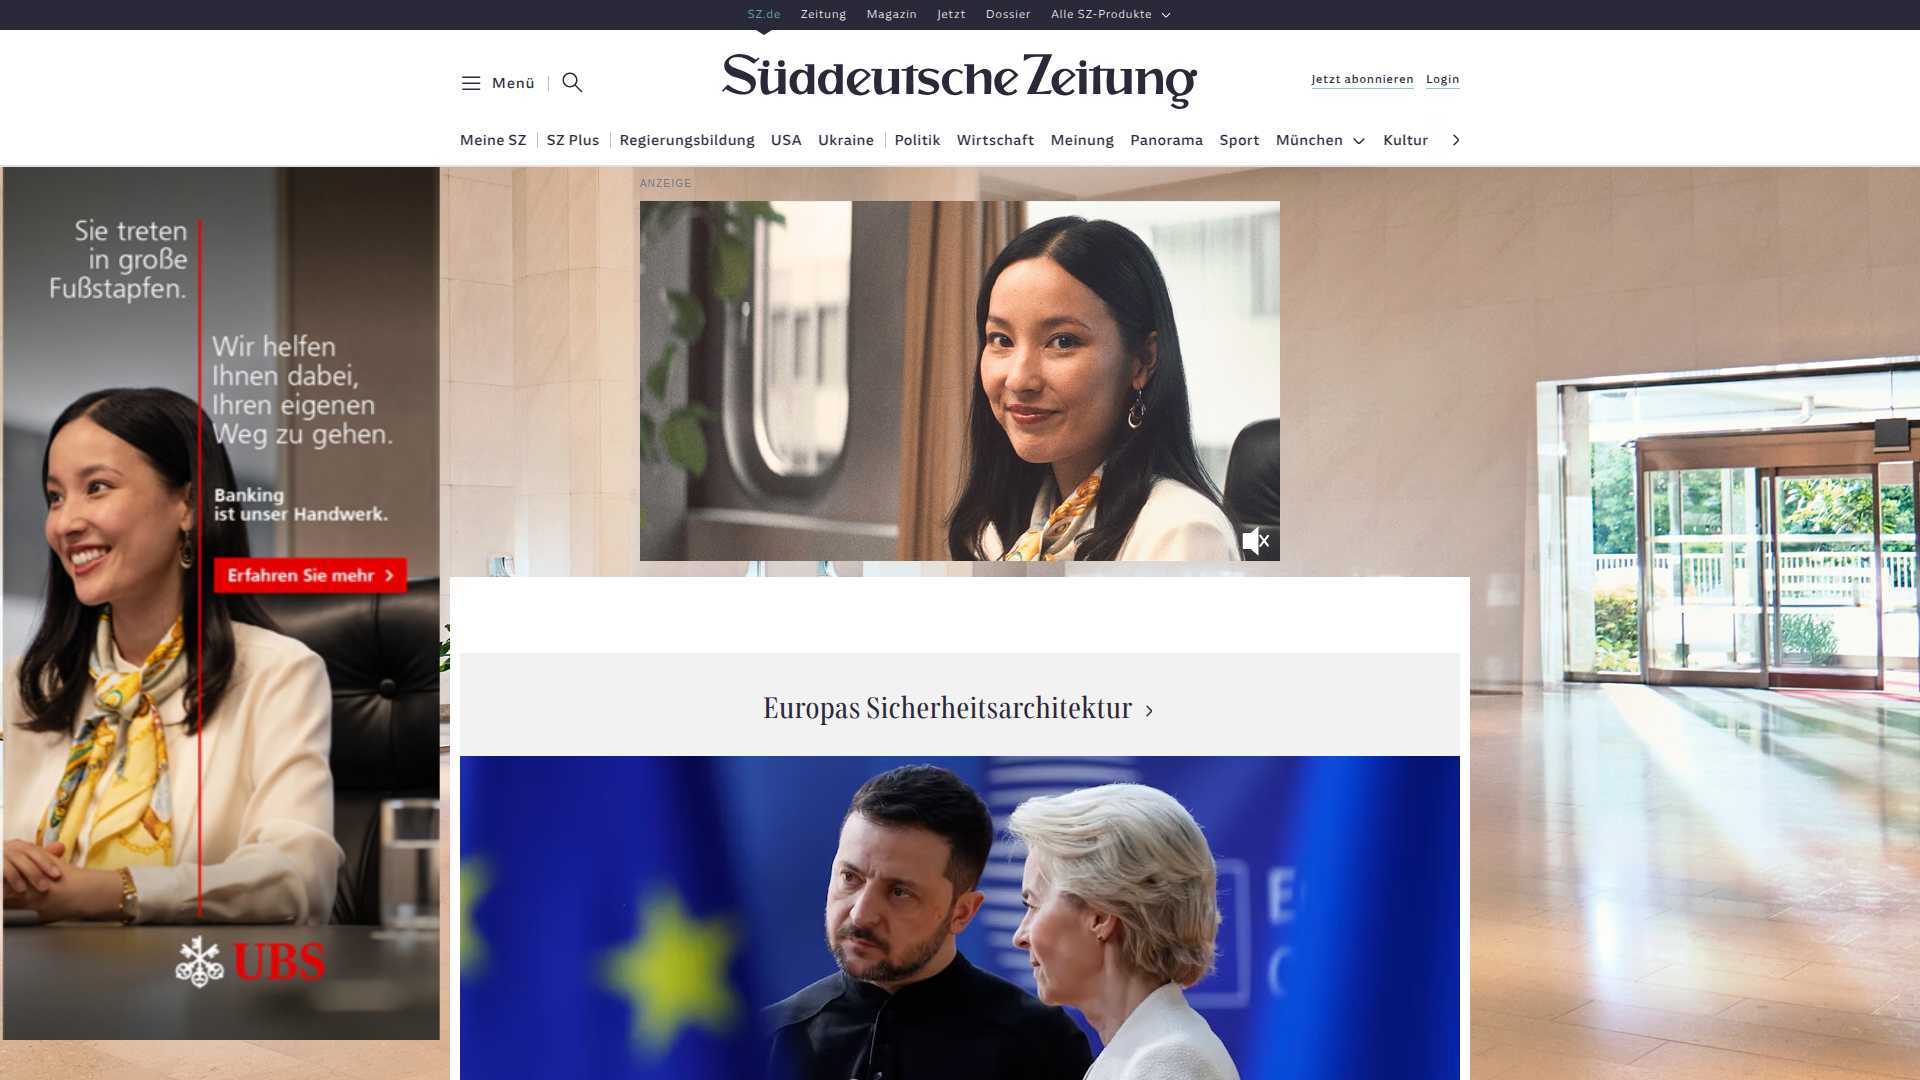 SZ.de Zeitung Magazin Jetzt Dossier Alle SZ-Produkte
Menü
Süddeutsche Zeitung
Jetzt abonnieren Login
Meine SZ SZ Plus Regierungsbildung USA Ukraine Politik Wirtschaft Meinung Panorama Sport München Kultur
ANZEIGE
Sie treten
in große
Fußstapfen.
Wir helfen
Ihnen dabei,
Ihren eigenen
Weg zu gehen.
Banking
ist unser Handwerk.
Erfahren Sie mehr
UBS
Europas Sicherheitsarchitektur